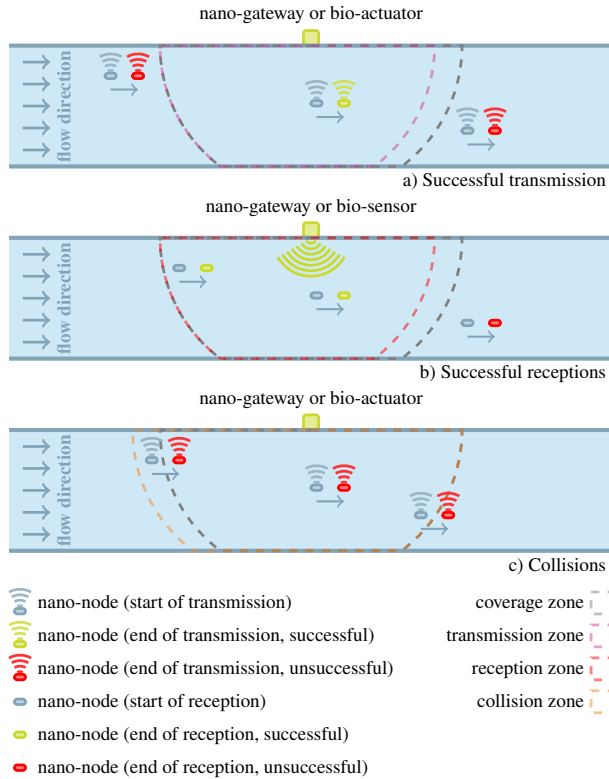 nano-gateway or bio-actuator
flow direction
a) Successful transmission
nano-gateway or bio-sensor
flow direction
b) Successful receptions
nano-gateway or bio-actuator
flow direction
c) Collisions
nano-node (start of transmission)
coverage zone
nano-node (end of transmission, successful)
transmission zone
nano-node (end of transmission, unsuccessful)
reception zone
nano-node (start of reception)
collision zone
nano-node (end of reception, successful)
nano-node (end of reception, unsuccessful)